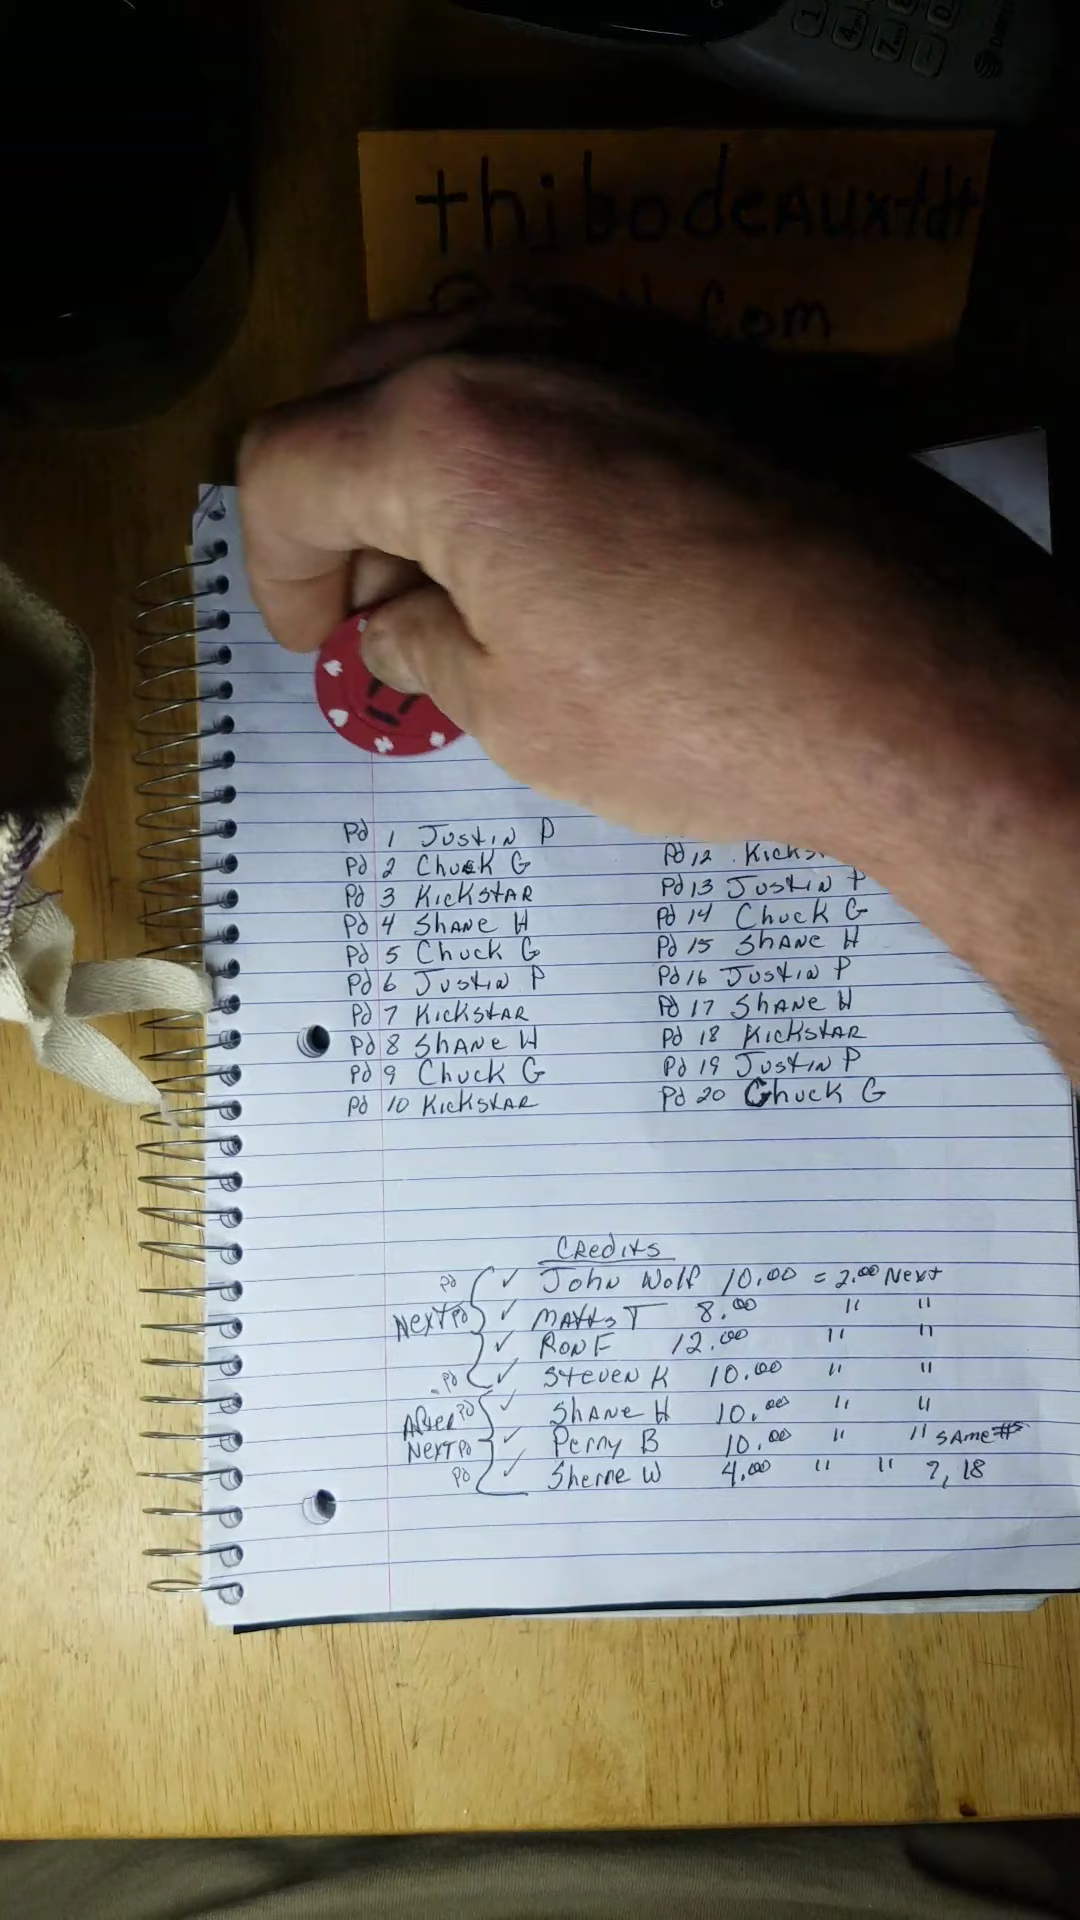 thibodeauxtdt
.com
Pd 1 Justin P
Pd 2 Chuck G
Pd 3 Kickstar
Pd 4 Shane H
Pd 5 Chuck G
Pd 6 Justin P
Pd 7 Kickstar
Pd 8 Shane H
Pd 9 Chuck G
Pd 10 Kickstar
Pd 12 Kicks
Pd 13 Justin P
Pd 14 Chuck G
Pd 15 Shane H
Pd 16 Justin P
Pd 17 Shane H
Pd 18 Kickstar
Pd 19 Justin P
Pd 20 Chuck G
Credits
Pd ✓ John Wolf 10.00 = 2.00 Next
Next Pd ✓ T 8.00 " "
✓ Ron F 12.00 " "
Pd ✓ Steven K 10.00 " "
After Pd ✓ Shane H 10.00 " "
Next Pd ✓ Perry B 10.00 " " Same #s
Pd ✓ W 4.00 " " 7, 18